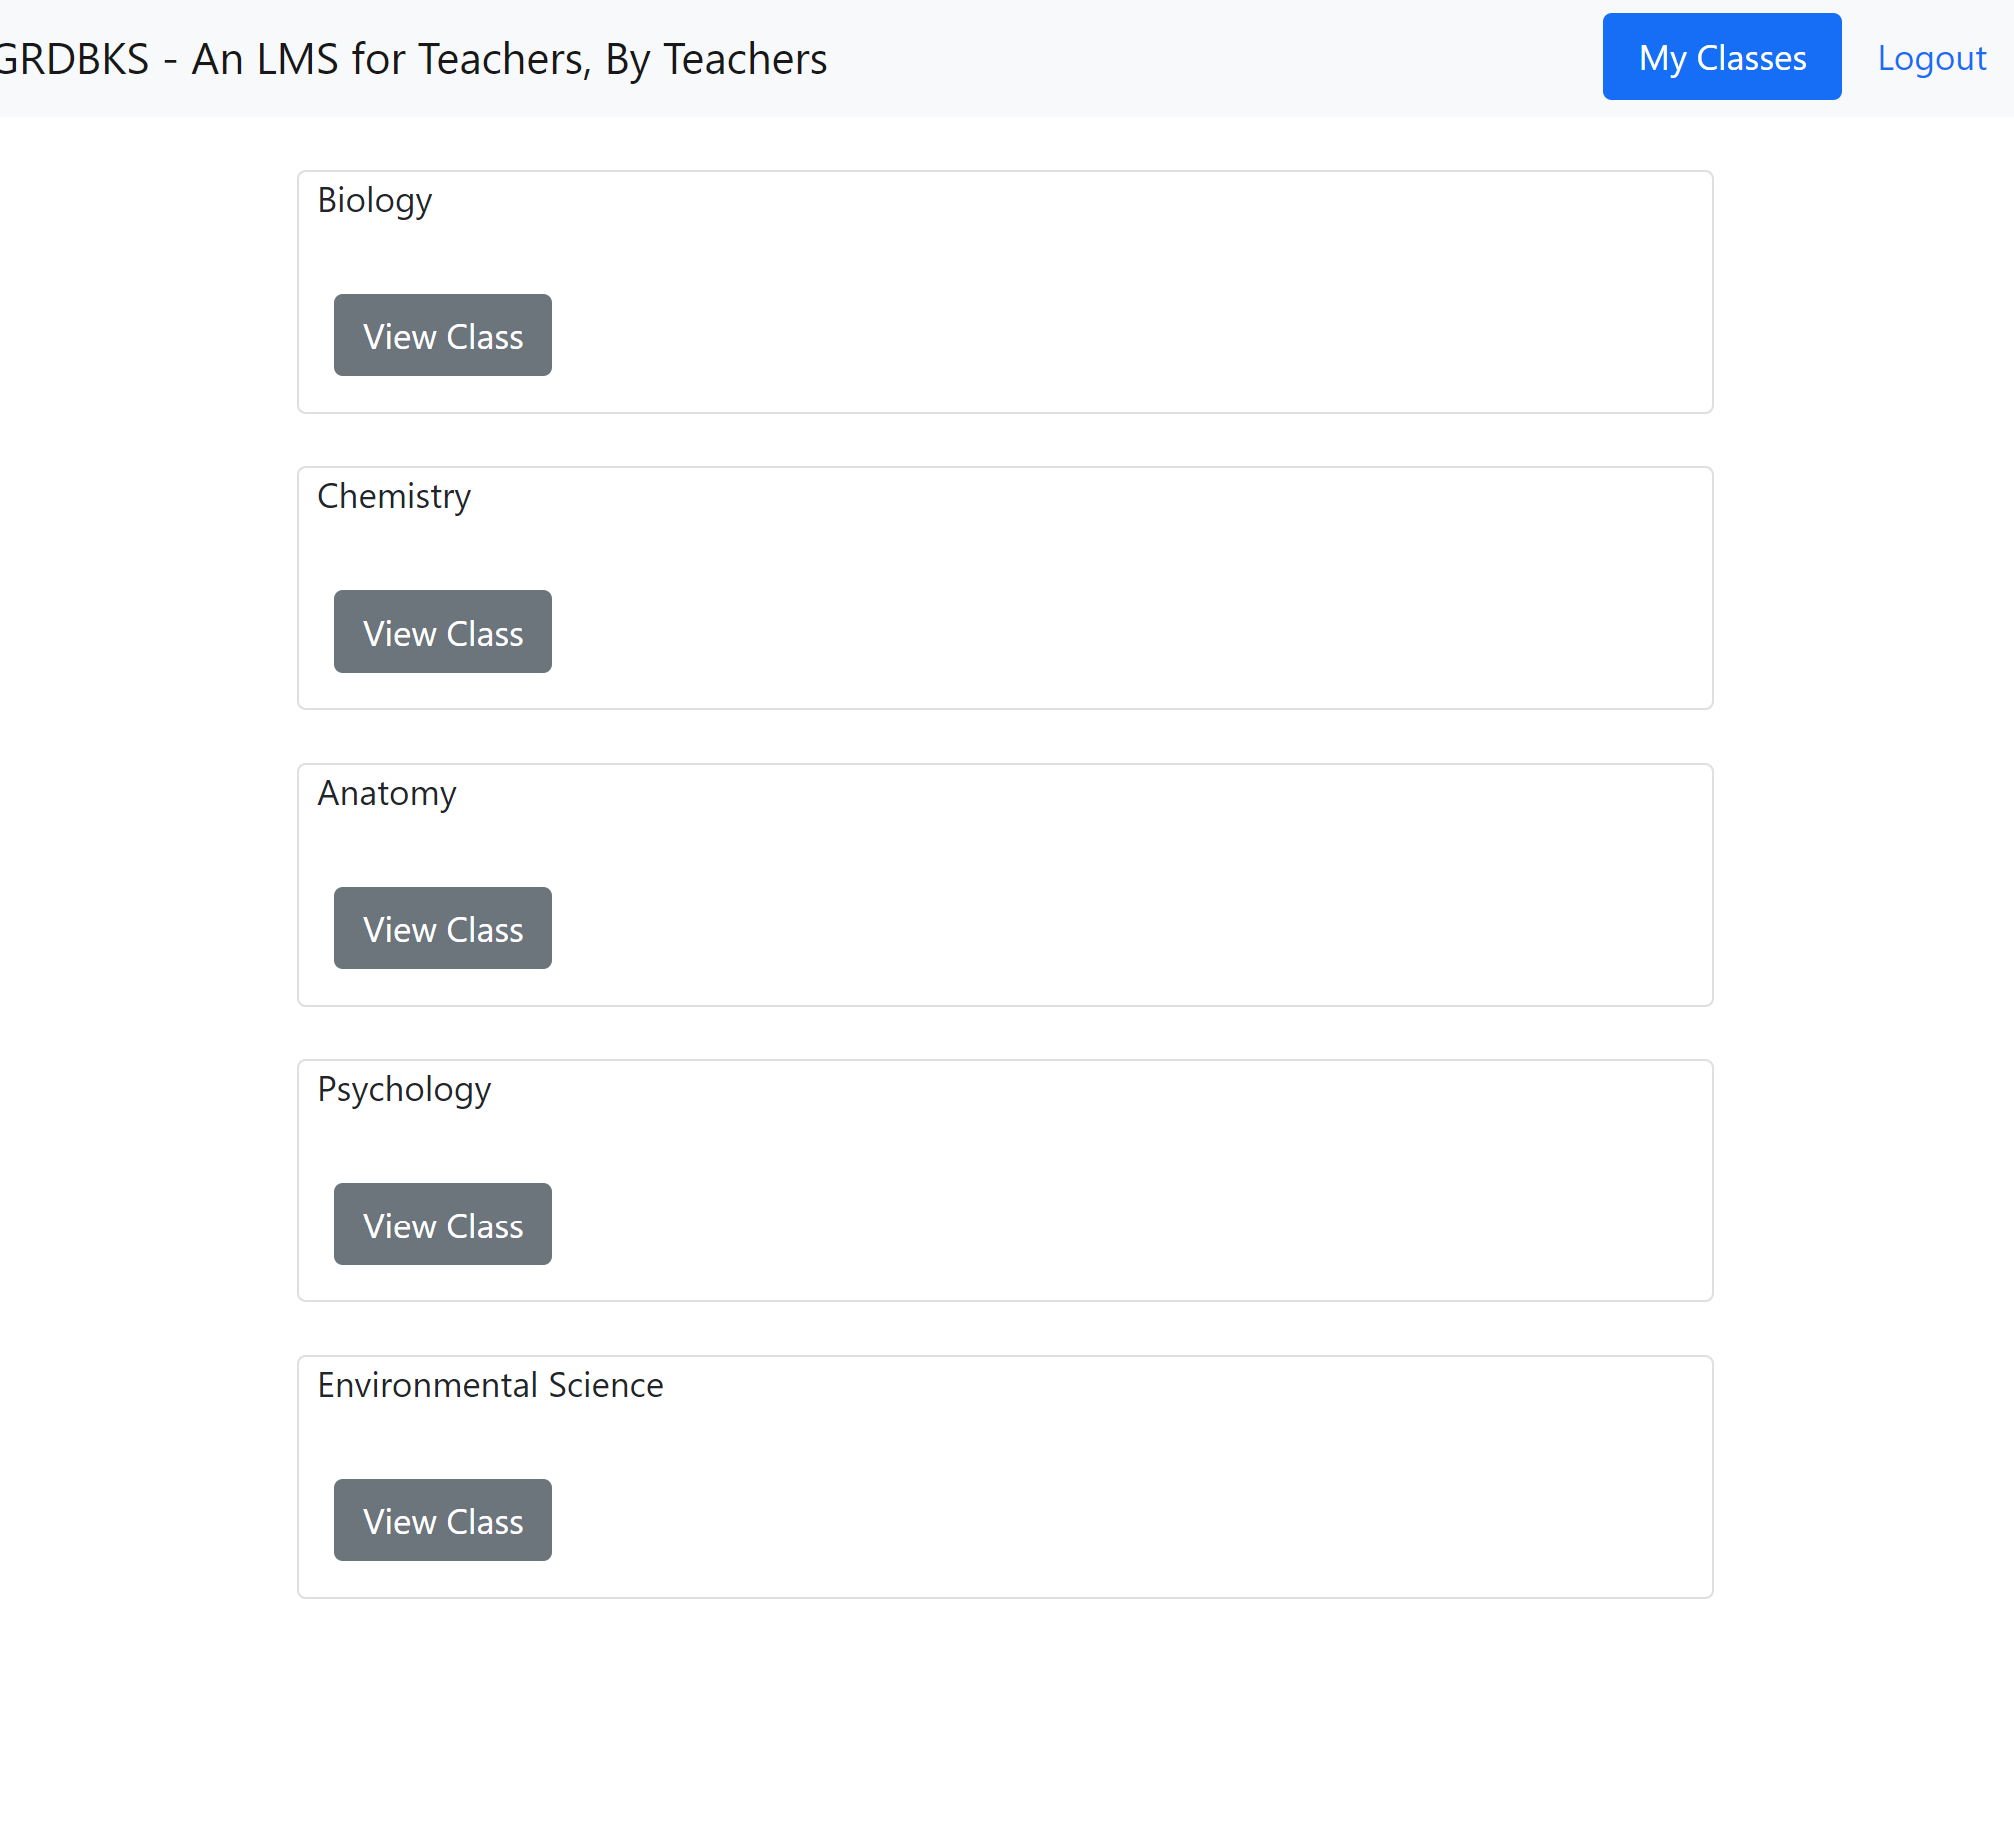 GRDBKS - An LMS for Teachers, By Teachers
My Classes
Logout
Biology
View Class
Chemistry
View Class
Anatomy
View Class
Psychology
View Class
Environmental Science
View Class